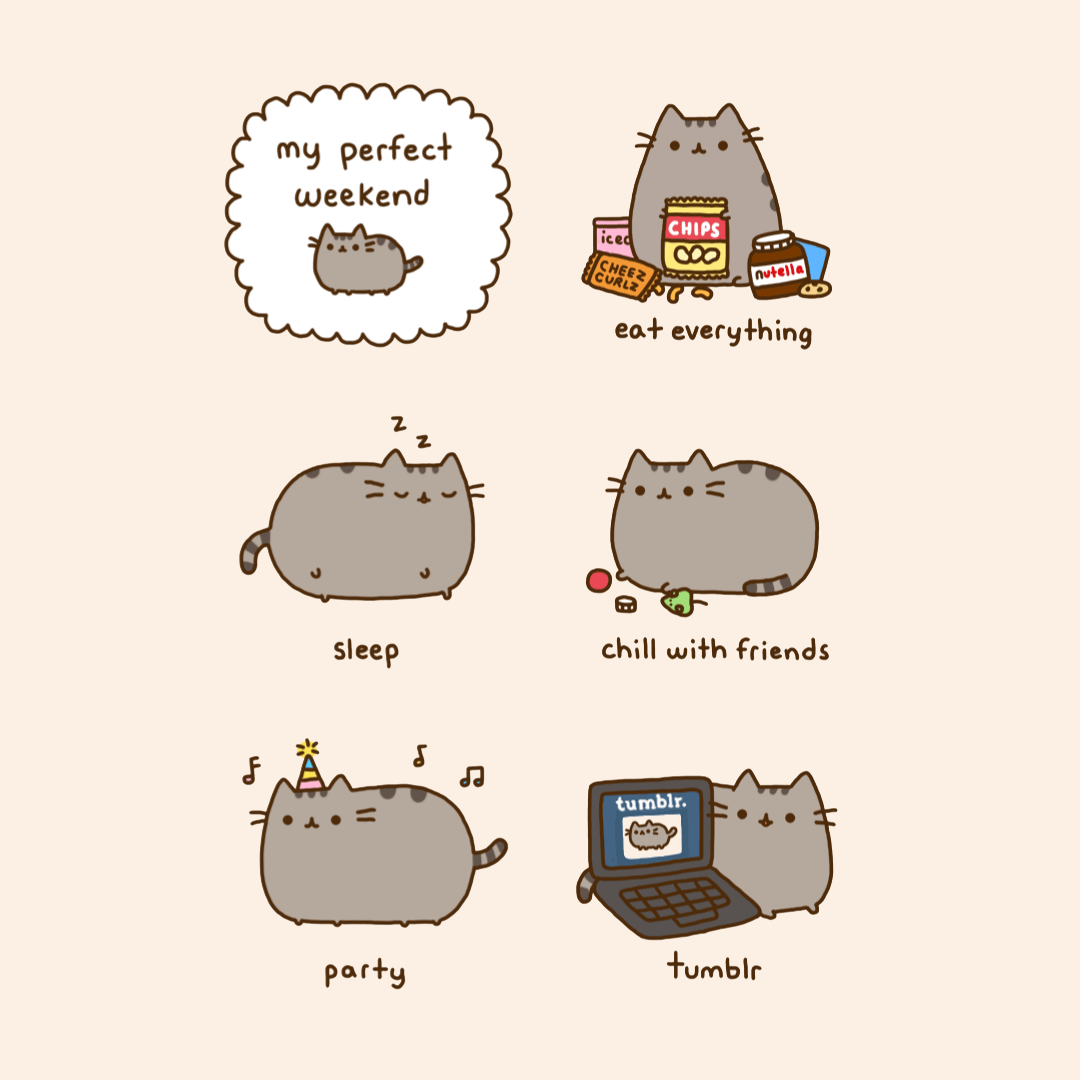 my perfect
weekend
iced
CHIPS
CHEEZ
CURLZ
nutella
eat everything
z
z
sleep
chill with friends
party
tumblr.
tumblr